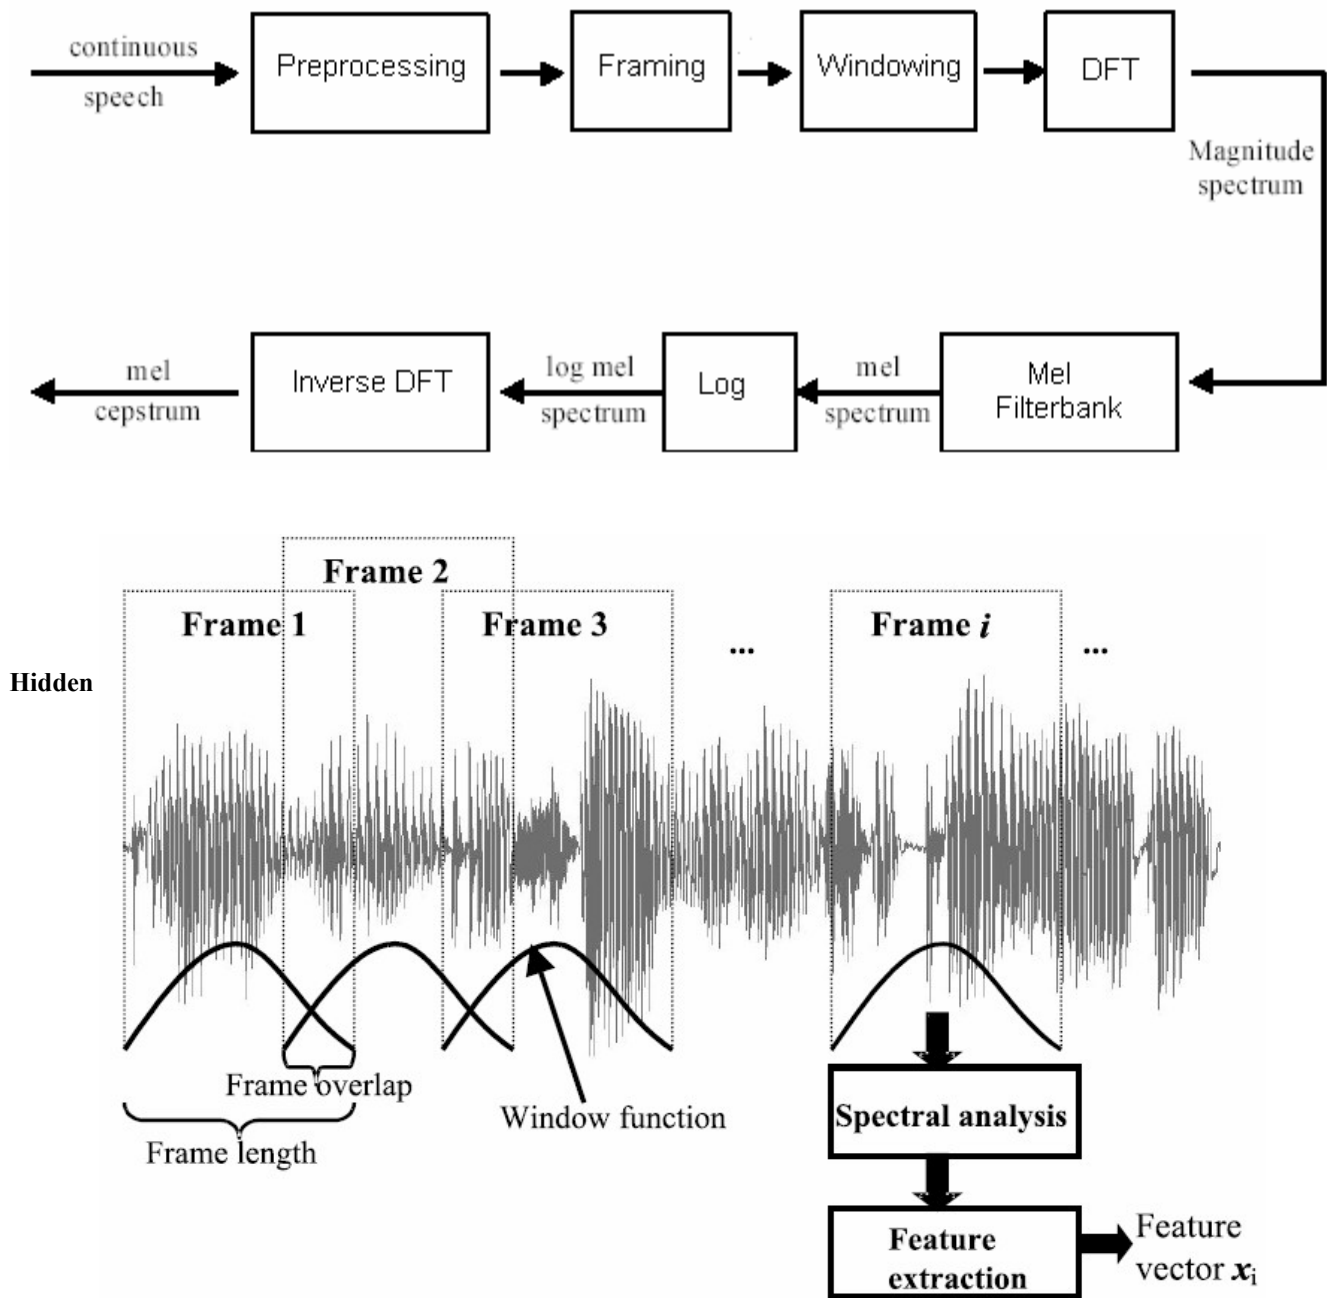 continuous
speech
Preprocessing
Framing
Windowing
DFT
Magnitude
spectrum
Mel
Filterbank
mel
spectrum
Log
log mel
spectrum
Inverse DFT
mel
cepstrum
Frame 2
Frame 1
Frame 3
...
Frame i
...
Hidden
Frame overlap
Frame length
Window function
Spectral analysis
Feature
extraction
Feature
vector xi